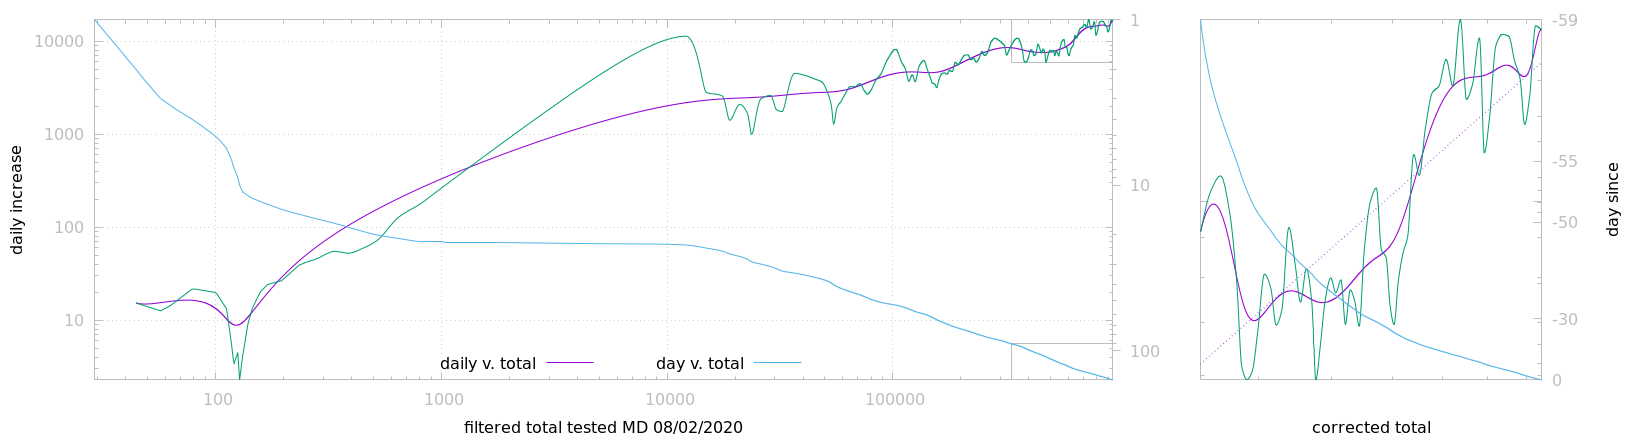 10000
1000
100
10
daily increase
100
1000
10000
100000
filtered total tested MD 08/02/2020
daily v. total
day v. total
1
10
100
-59
-55
-50
-30
0
day since
corrected total